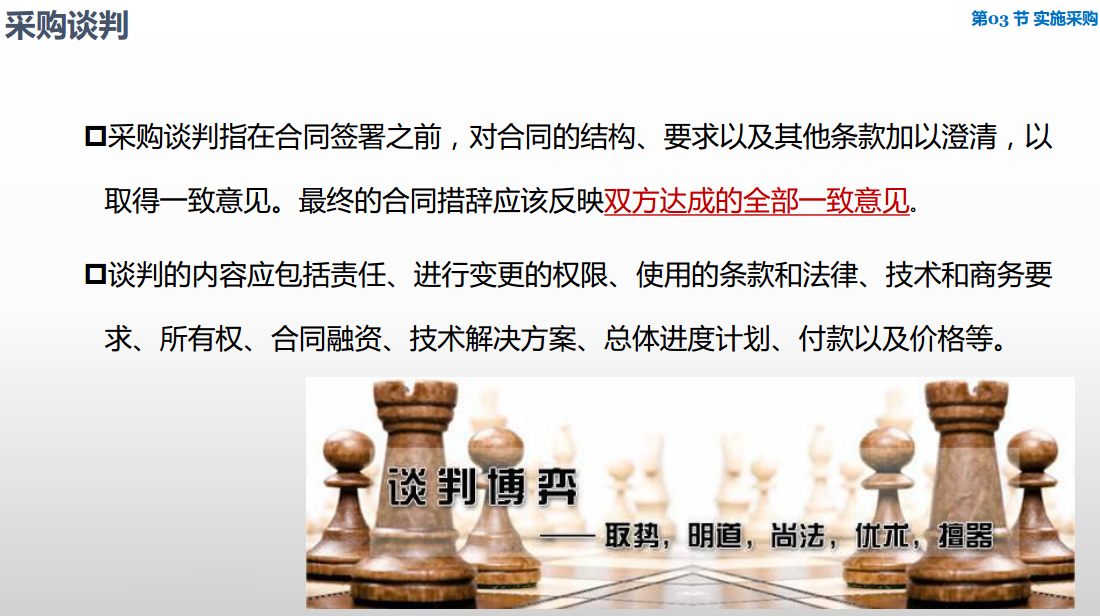 采购谈判
第03 节 实施采购
采购谈判指在合同签署之前，对合同的结构、要求以及其他条款加以澄清，以
取得一致意见。最终的合同措辞应该反映双方达成的全部一致意见。
谈判的内容应包括责任、进行变更的权限、使用的条款和法律、技术和商务要
求、所有权、合同融资、技术解决方案、总体进度计划、付款以及价格等。
谈判博弈
——取势，明道，尚法，优术，擅器